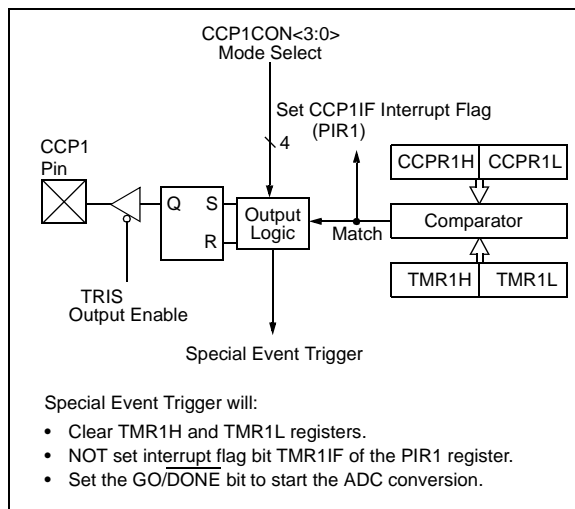 CCP1CON<3:0>
Mode Select
Set CCP1IF Interrupt Flag
(PIR1)
4
CCP1
Pin
CCPR1H CCPR1L
Q S
R
Output
Logic
Match
Comparator
TRIS
Output Enable
TMR1H TMR1L
Special Event Trigger
Special Event Trigger will:
• Clear TMR1H and TMR1L registers.
• NOT set interrupt flag bit TMR1IF of the PIR1 register.
• Set the GO/DONE bit to start the ADC conversion.